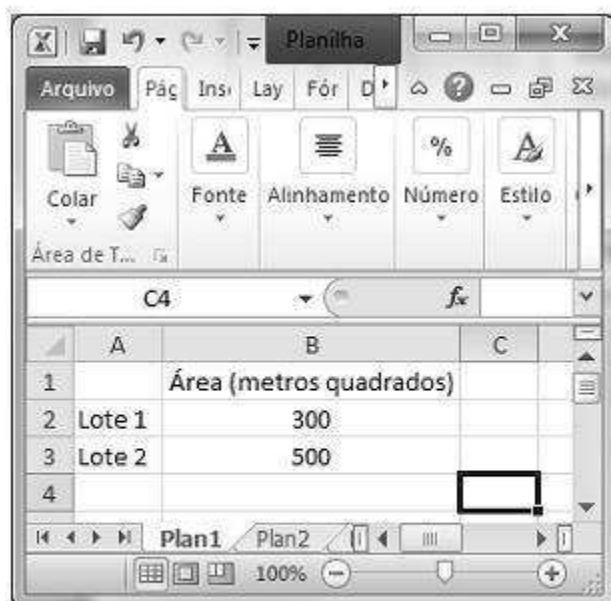 Planilha
Arquivo Pág Ins Lay Fór D
Colar Fonte Alinhamento Número Estilo
%
Área de T...
C4 fx
A B C
1 Área (metros quadrados)
2 Lote 1 300
3 Lote 2 500
4
Plan1 Plan2
100%